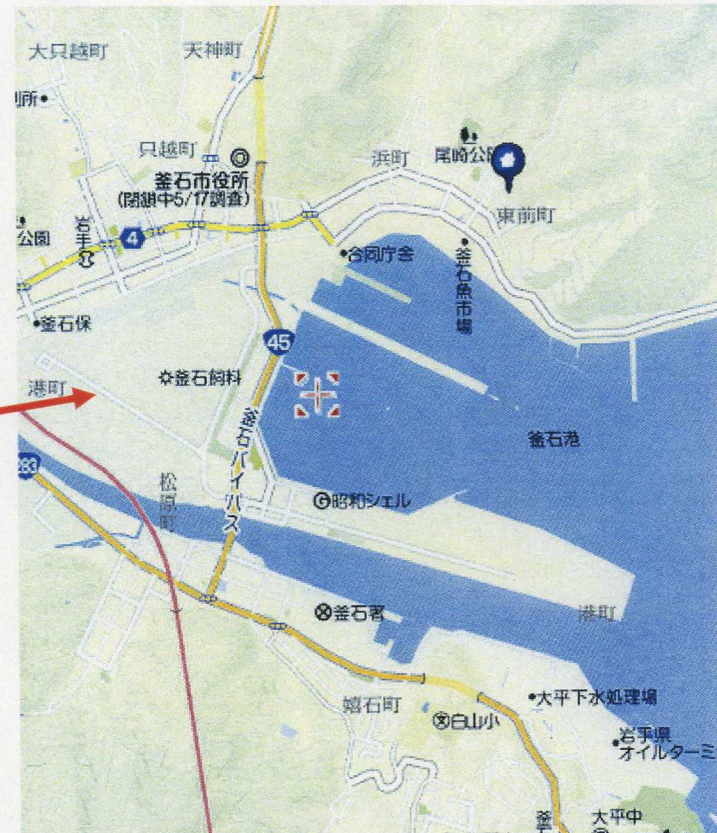 大只越町
天神町
所
只越町
浜町
尾崎公園
釜石市役所
(閉鎖中5/17調査)
東前町
公園
岩手
4
合同庁舎
釜石魚市場
釜石保
45
港町
釜石飼料
釜石港
釜石バイパス
283
松原町
昭和シェル
釜石署
港町
嬉石町
大平下水処理場
白山小
岩手県
オイルターミ
釜石
大平中